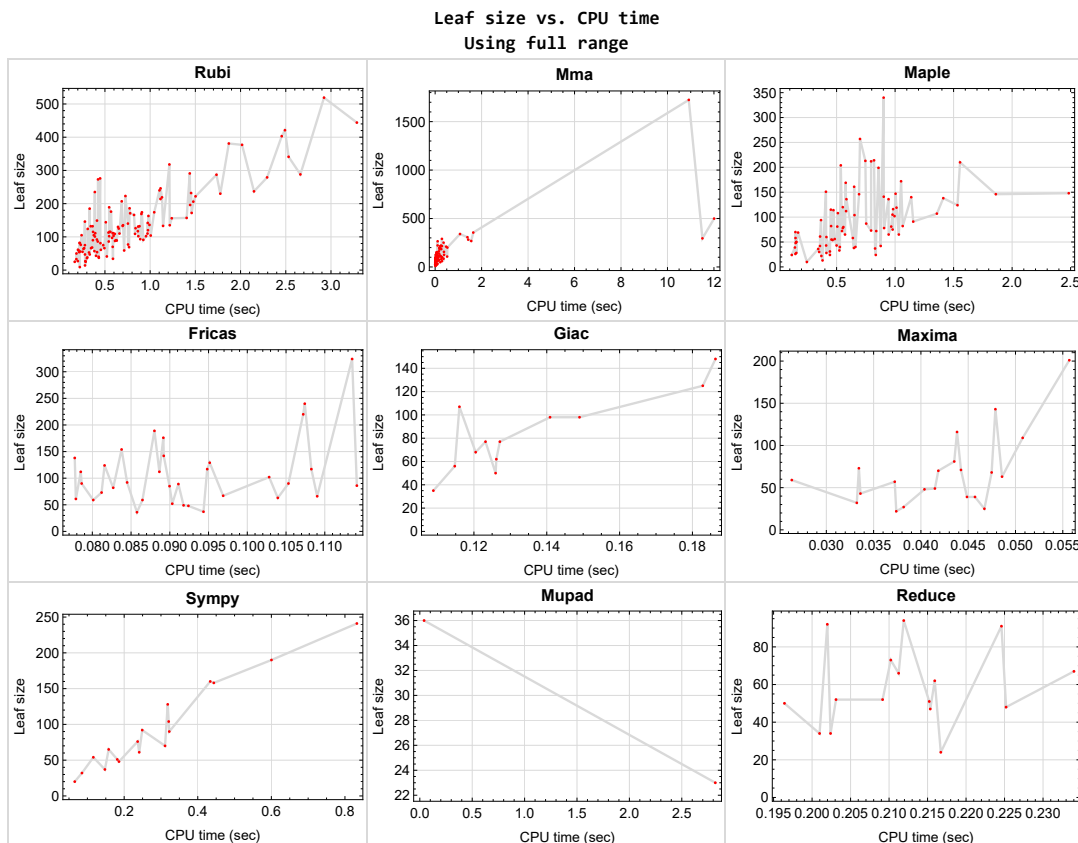 Leaf size vs. CPU time
Using full range
Rubi
500
400
300
200
100
0
Leaf size
0.0 0.5 1.0 1.5 2.0 2.5 3.0
CPU time (sec)
Mma
1500
1000
500
0
Leaf size
0 2 4 6 8 10 12
CPU time (sec)
Maple
350
300
250
200
150
100
50
0
Leaf size
0.5 1.0 1.5 2.0 2.5
CPU time (sec)
Fricas
300
250
200
150
100
50
0
Leaf size
0.080 0.085 0.090 0.095 0.100 0.105 0.110
CPU time (sec)
Giac
140
120
100
80
60
40
20
0
Leaf size
0.12 0.14 0.16 0.18
CPU time (sec)
Maxima
200
150
100
50
0
Leaf size
0.030 0.035 0.040 0.045 0.050 0.055
CPU time (sec)
Sympy
250
200
150
100
50
0
Leaf size
0.2 0.4 0.6 0.8
CPU time (sec)
Mupad
36
34
32
30
28
26
24
22
Leaf size
0.0 0.5 1.0 1.5 2.0 2.5
CPU time (sec)
Reduce
80
60
40
20
0
Leaf size
0.195 0.200 0.205 0.210 0.215 0.220 0.225 0.230
CPU time (sec)